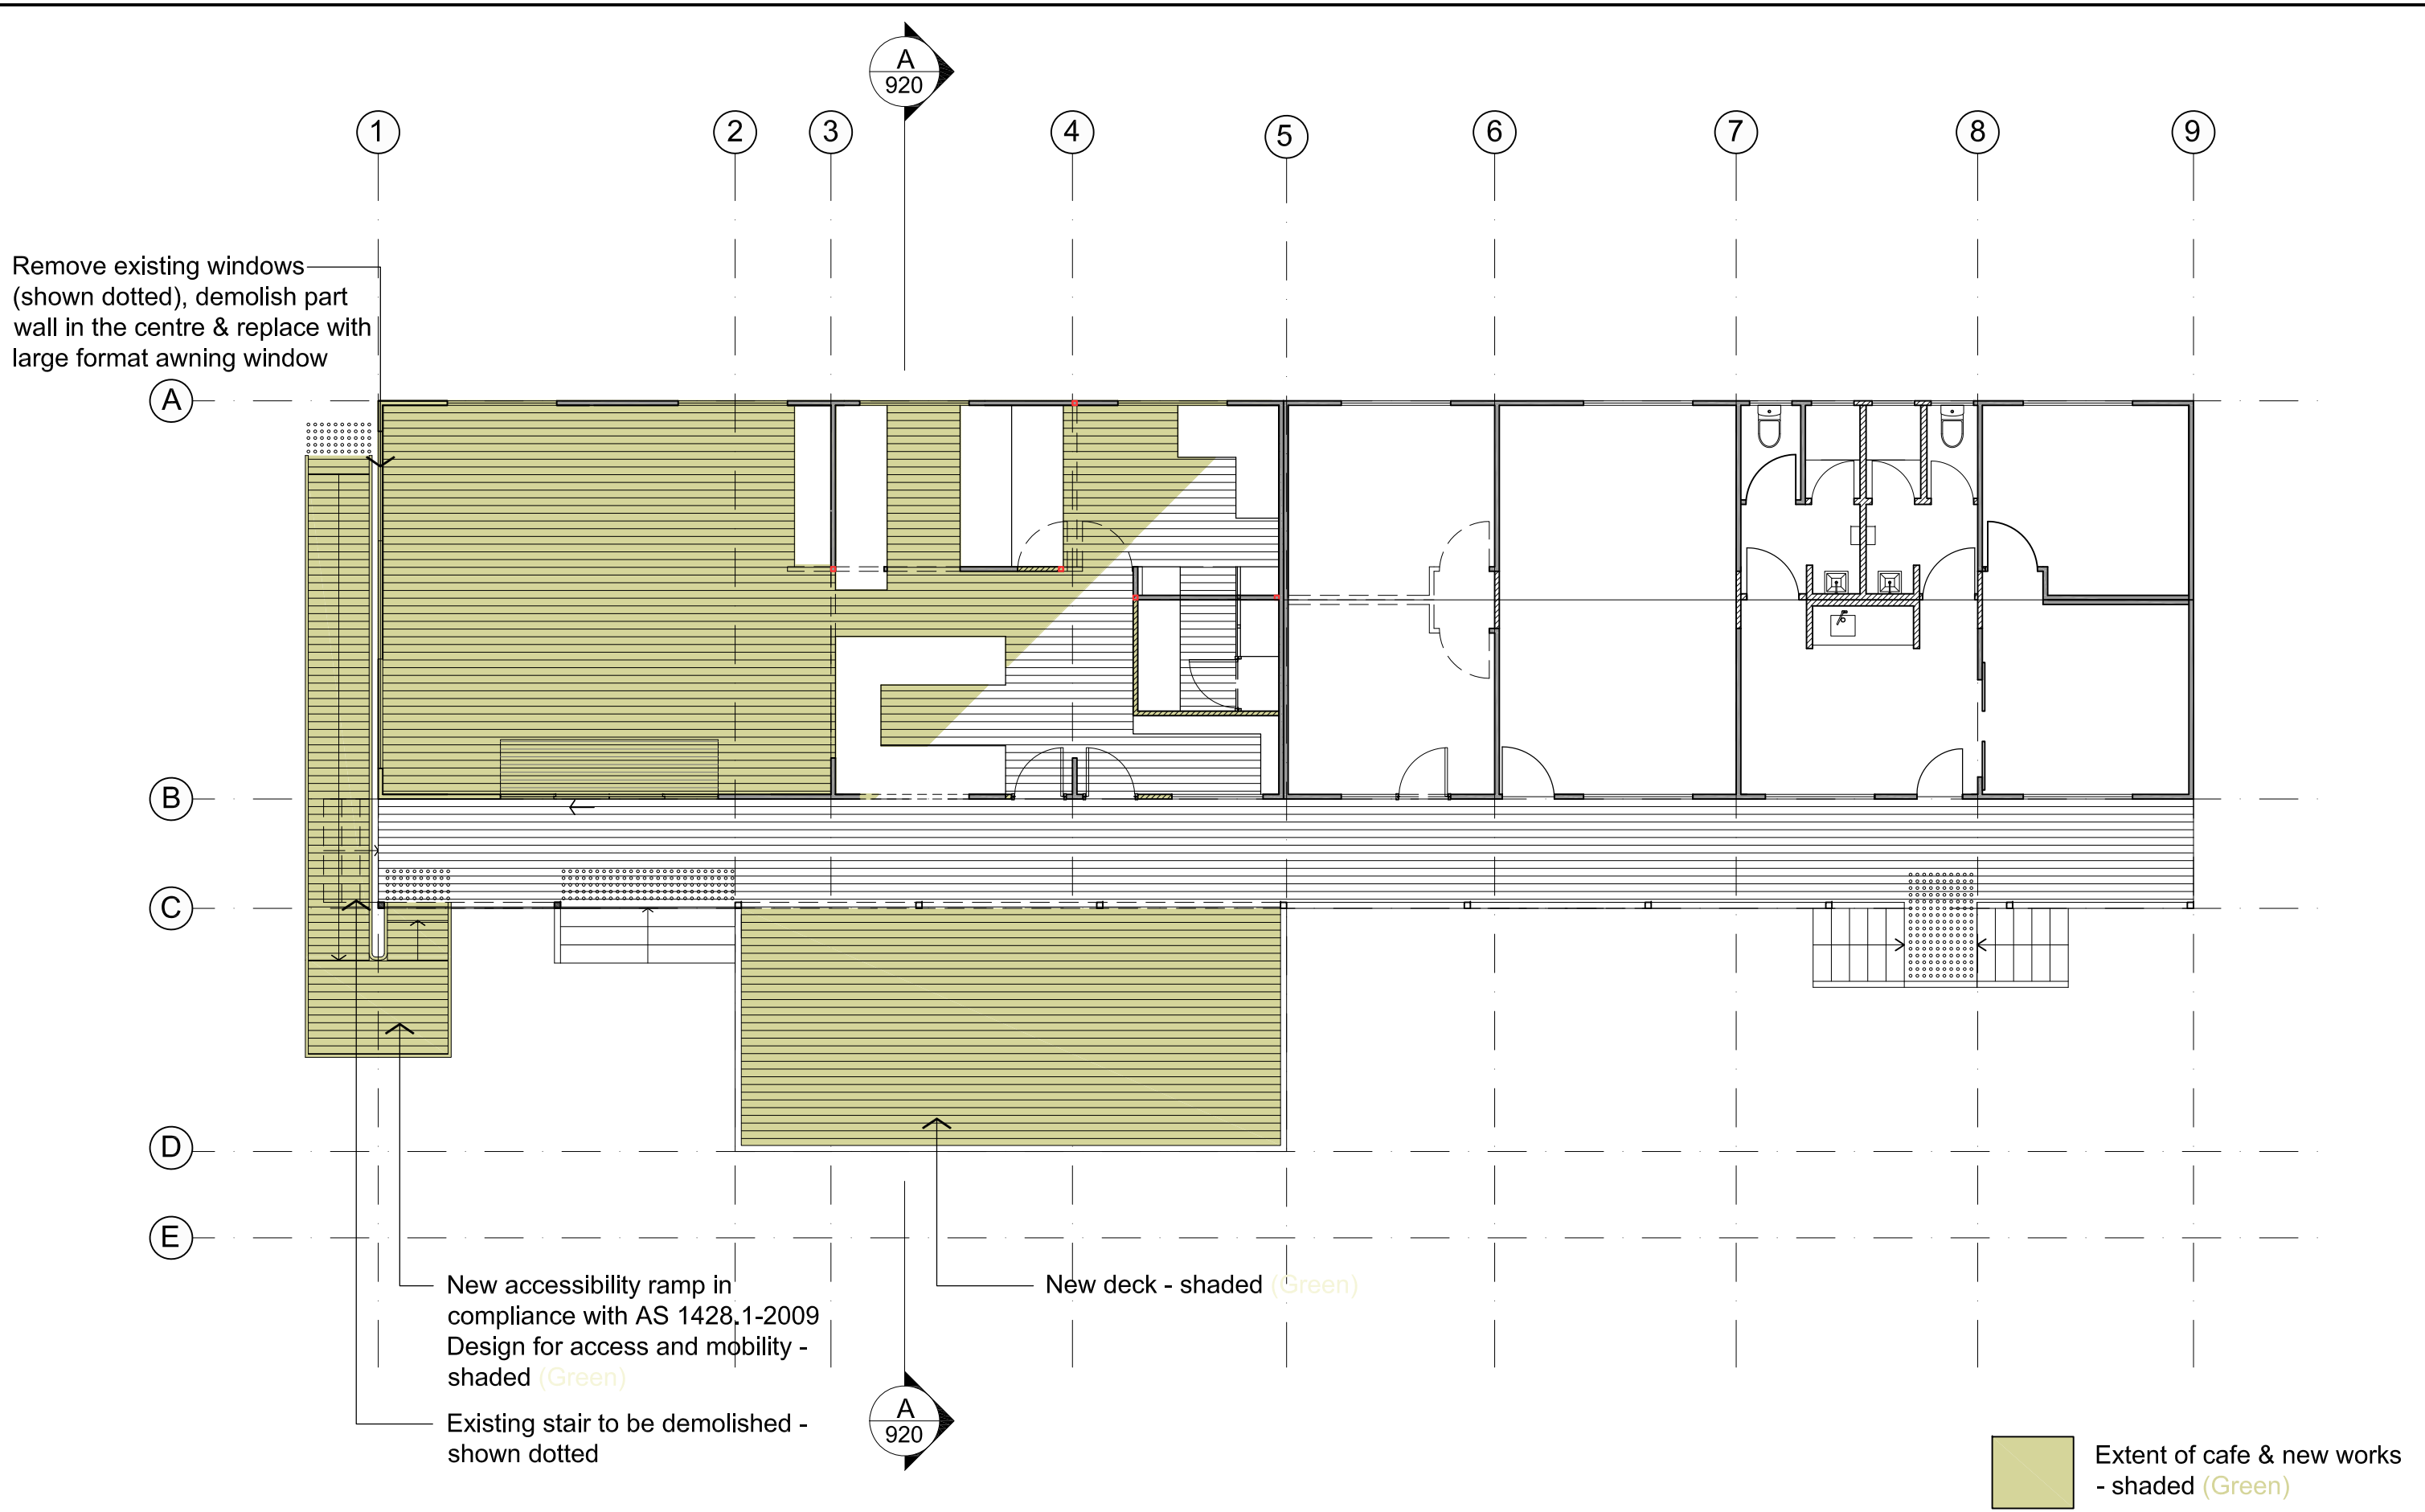 A
920
1
2
3
4
5
6
7
8
9
Remove existing windows
(shown dotted), demolish part
wall in the centre & replace with
large format awning window
A
B
C
D
E
New accessibility ramp in
compliance with AS 1428.1-2009
Design for access and mobility -
shaded (Green)
New deck - shaded (Green)
Existing stair to be demolished -
shown dotted
A
920
Extent of cafe & new works
- shaded (Green)